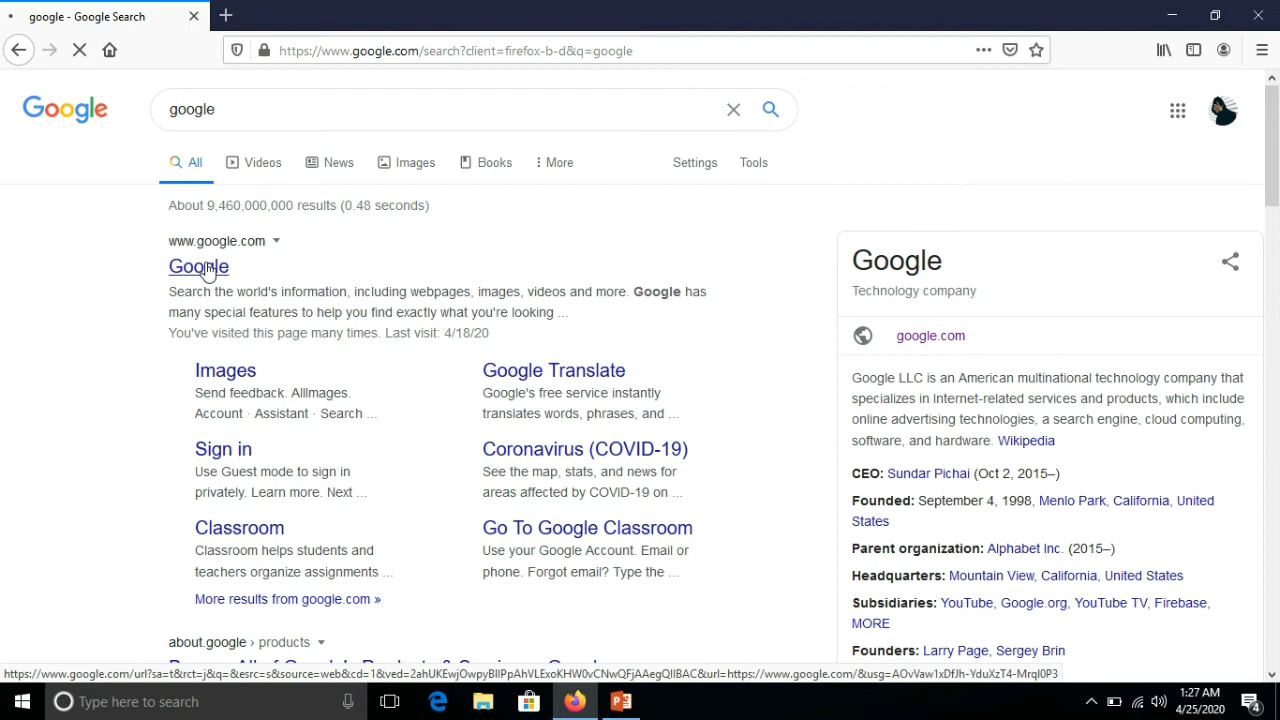 google - Google Search
https://www.google.com/search?client=firefox-b-d&q=google
Google
google
All
Videos
News
Images
Books
More
Settings
Tools
About 9,460,000,000 results (0.48 seconds)
www.google.com
Google
Search the world's information, including webpages, images, videos and more. Google has
many special features to help you find exactly what you're looking ...
You've visited this page many times. Last visit: 4/18/20
Images
Send feedback. AllImages.
Account · Assistant · Search ...
Google Translate
Google's free service instantly
translates words, phrases, and ...
Sign in
Use Guest mode to sign in
privately. Learn more. Next ...
Coronavirus (COVID-19)
See the map, stats, and news for
areas affected by COVID-19 on ...
Classroom
Classroom helps students and
teachers organize assignments ...
Go To Google Classroom
Use your Google Account. Email or
phone. Forgot email? Type the ...
More results from google.com »
about.google › products
Google
Technology company
google.com
Google LLC is an American multinational technology company that
specializes in Internet-related services and products, which include
online advertising technologies, a search engine, cloud computing,
software, and hardware. Wikipedia
CEO: Sundar Pichai (Oct 2, 2015–)
Founded: September 4, 1998, Menlo Park, California, United
States
Parent organization: Alphabet Inc. (2015–)
Headquarters: Mountain View, California, United States
Subsidiaries: YouTube, Google.org, YouTube TV, Firebase,
MORE
Founders: Larry Page, Sergey Brin
Type here to search
1:27 AM
4/25/2020
4